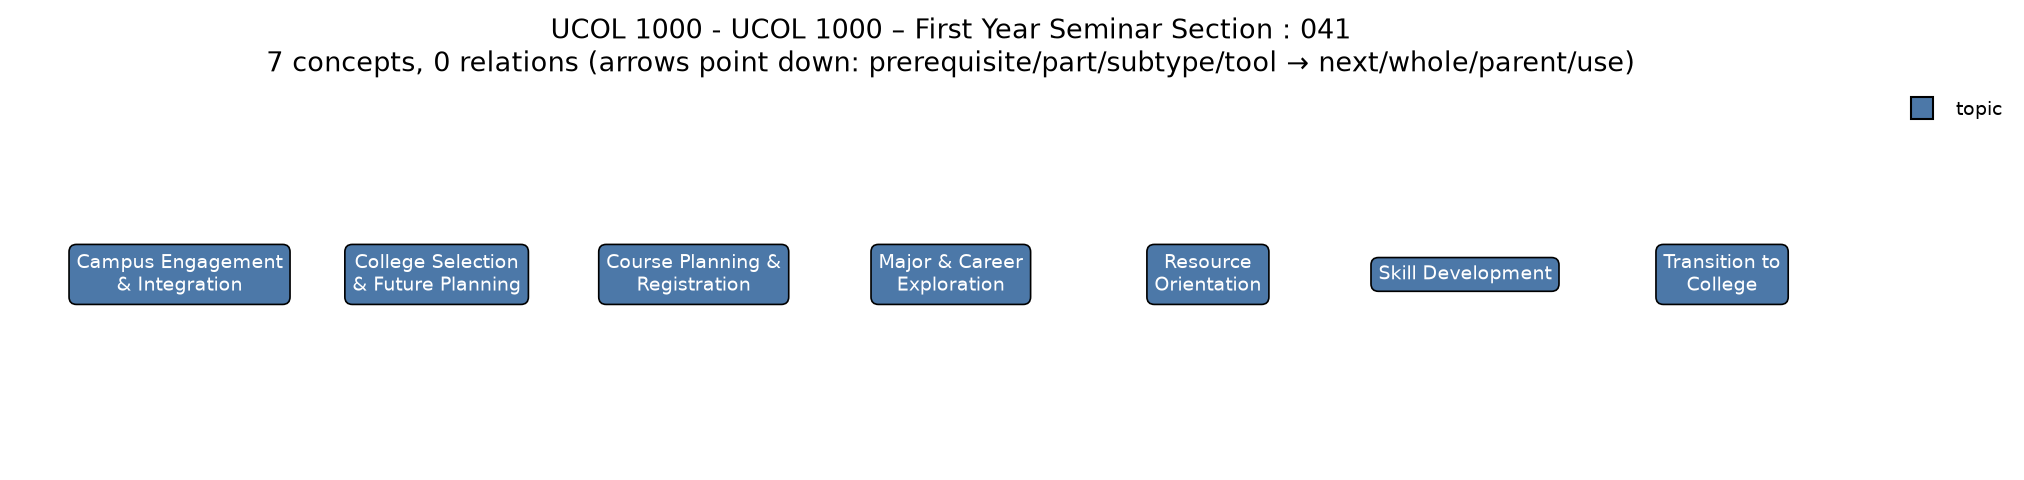 UCOL 1000 - UCOL 1000 – First Year Seminar Section : 041
7 concepts, 0 relations (arrows point down: prerequisite/part/subtype/tool → next/whole/parent/use)
topic
Campus Engagement
& Integration
College Selection
& Future Planning
Course Planning &
Registration
Major & Career
Exploration
Resource
Orientation
Skill Development
Transition to
College